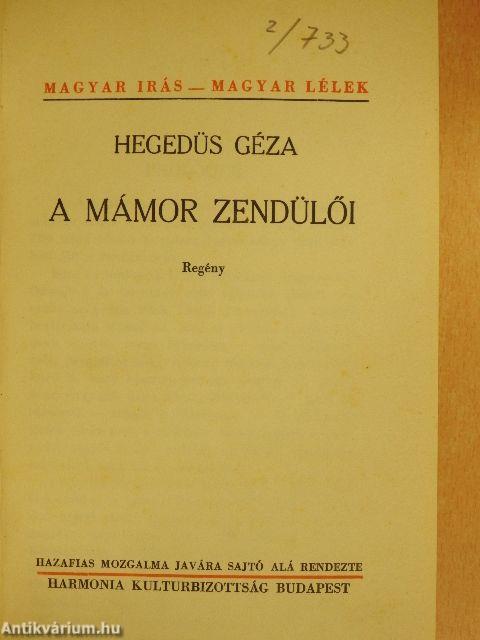 2/733
MAGYAR IRÁS — MAGYAR LÉLEK
HEGEDÜS GÉZA
A MÁMOR ZENDÜLŐI
Regény
HAZAFIAS MOZGALMA JAVÁRA SAJTÓ ALÁ RENDEZTE
HARMONIA KULTURBIZOTTSÁG BUDAPEST
Antikvárium.hu